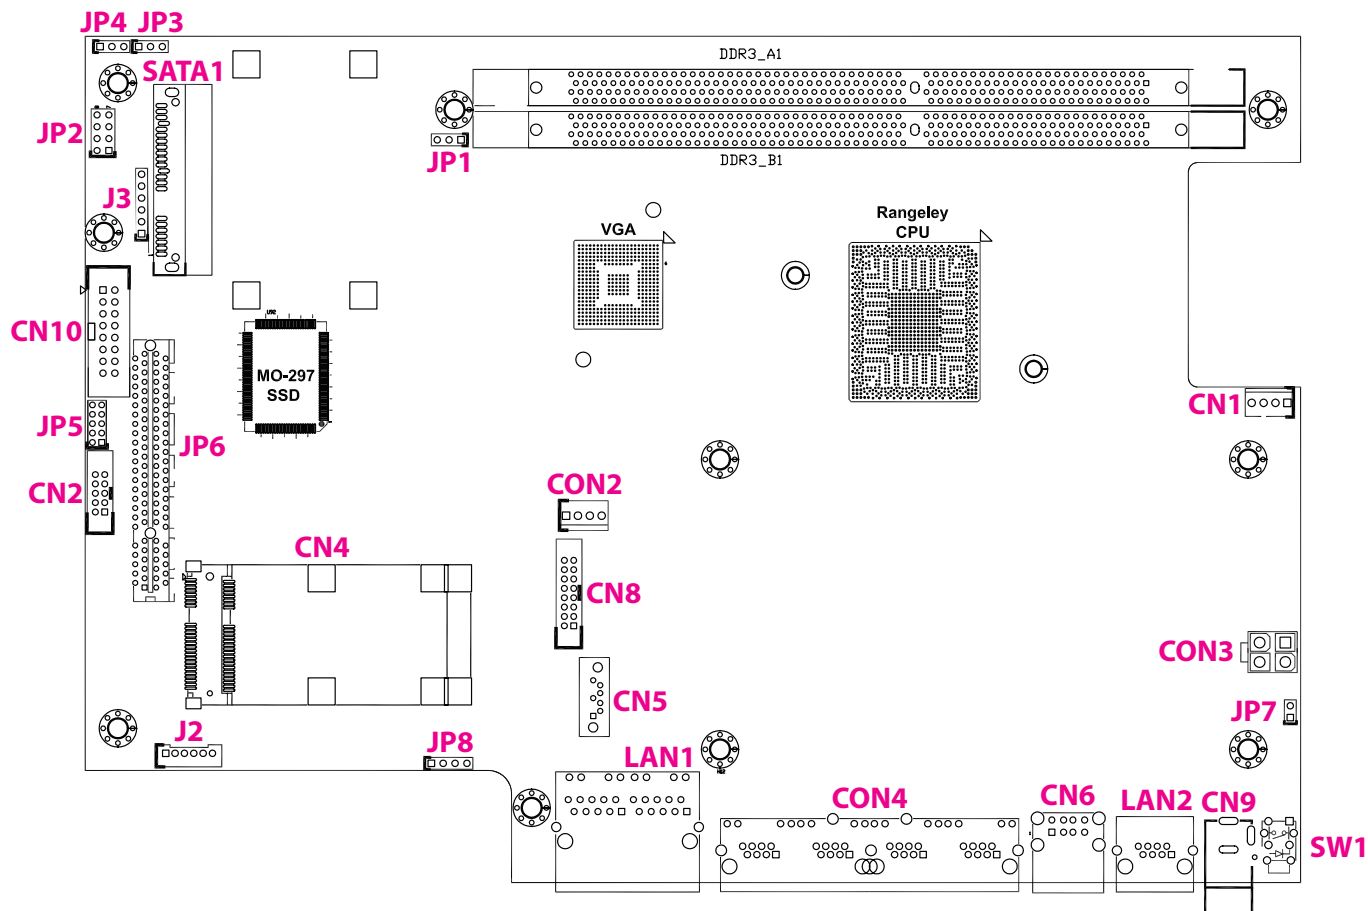 JP4 JP3
DDR3_A1
SATA1
JP2
JP1
DDR3_B1
J3
Rangeley
CPU
VGA
CN10
MO-297
SSD
CN1
JP5
JP6
CN2
CON2
CN4
CN8
CON3
CN5
JP7
J2
JP8
LAN1
CON4
CN6
LAN2
CN9
SW1